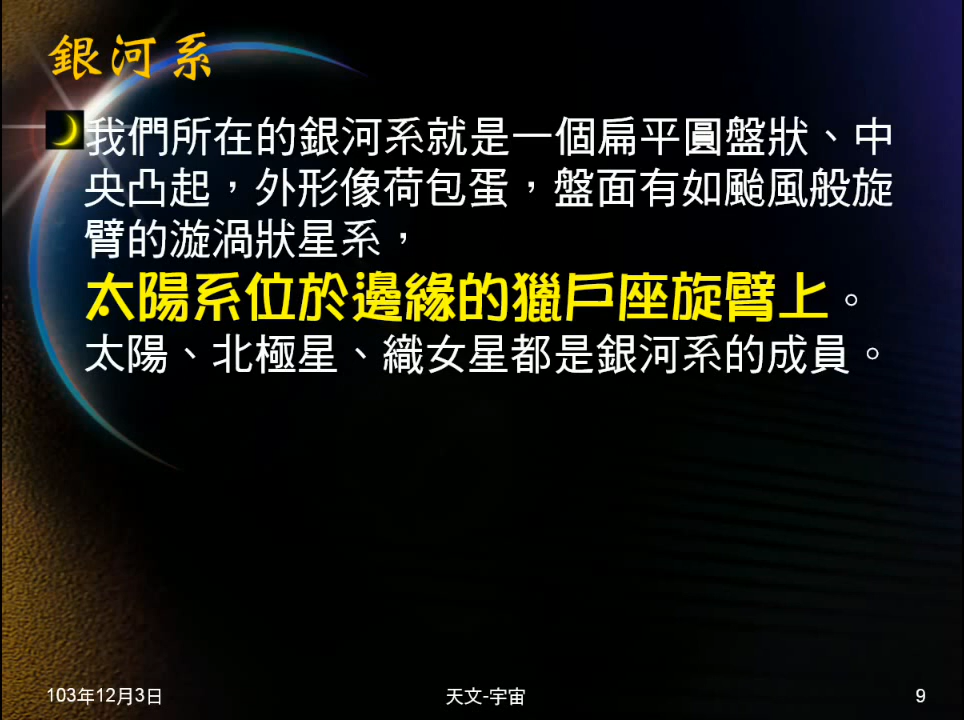 銀河系
我們所在的銀河系就是一個扁平圓盤狀、中
央凸起，外形像荷包蛋，盤面有如颱風般旋
臂的漩渦狀星系，
太陽系位於邊緣的獵戶座旋臂上。
太陽、北極星、織女星都是銀河系的成員。
103年12月3日
天文-宇宙
9